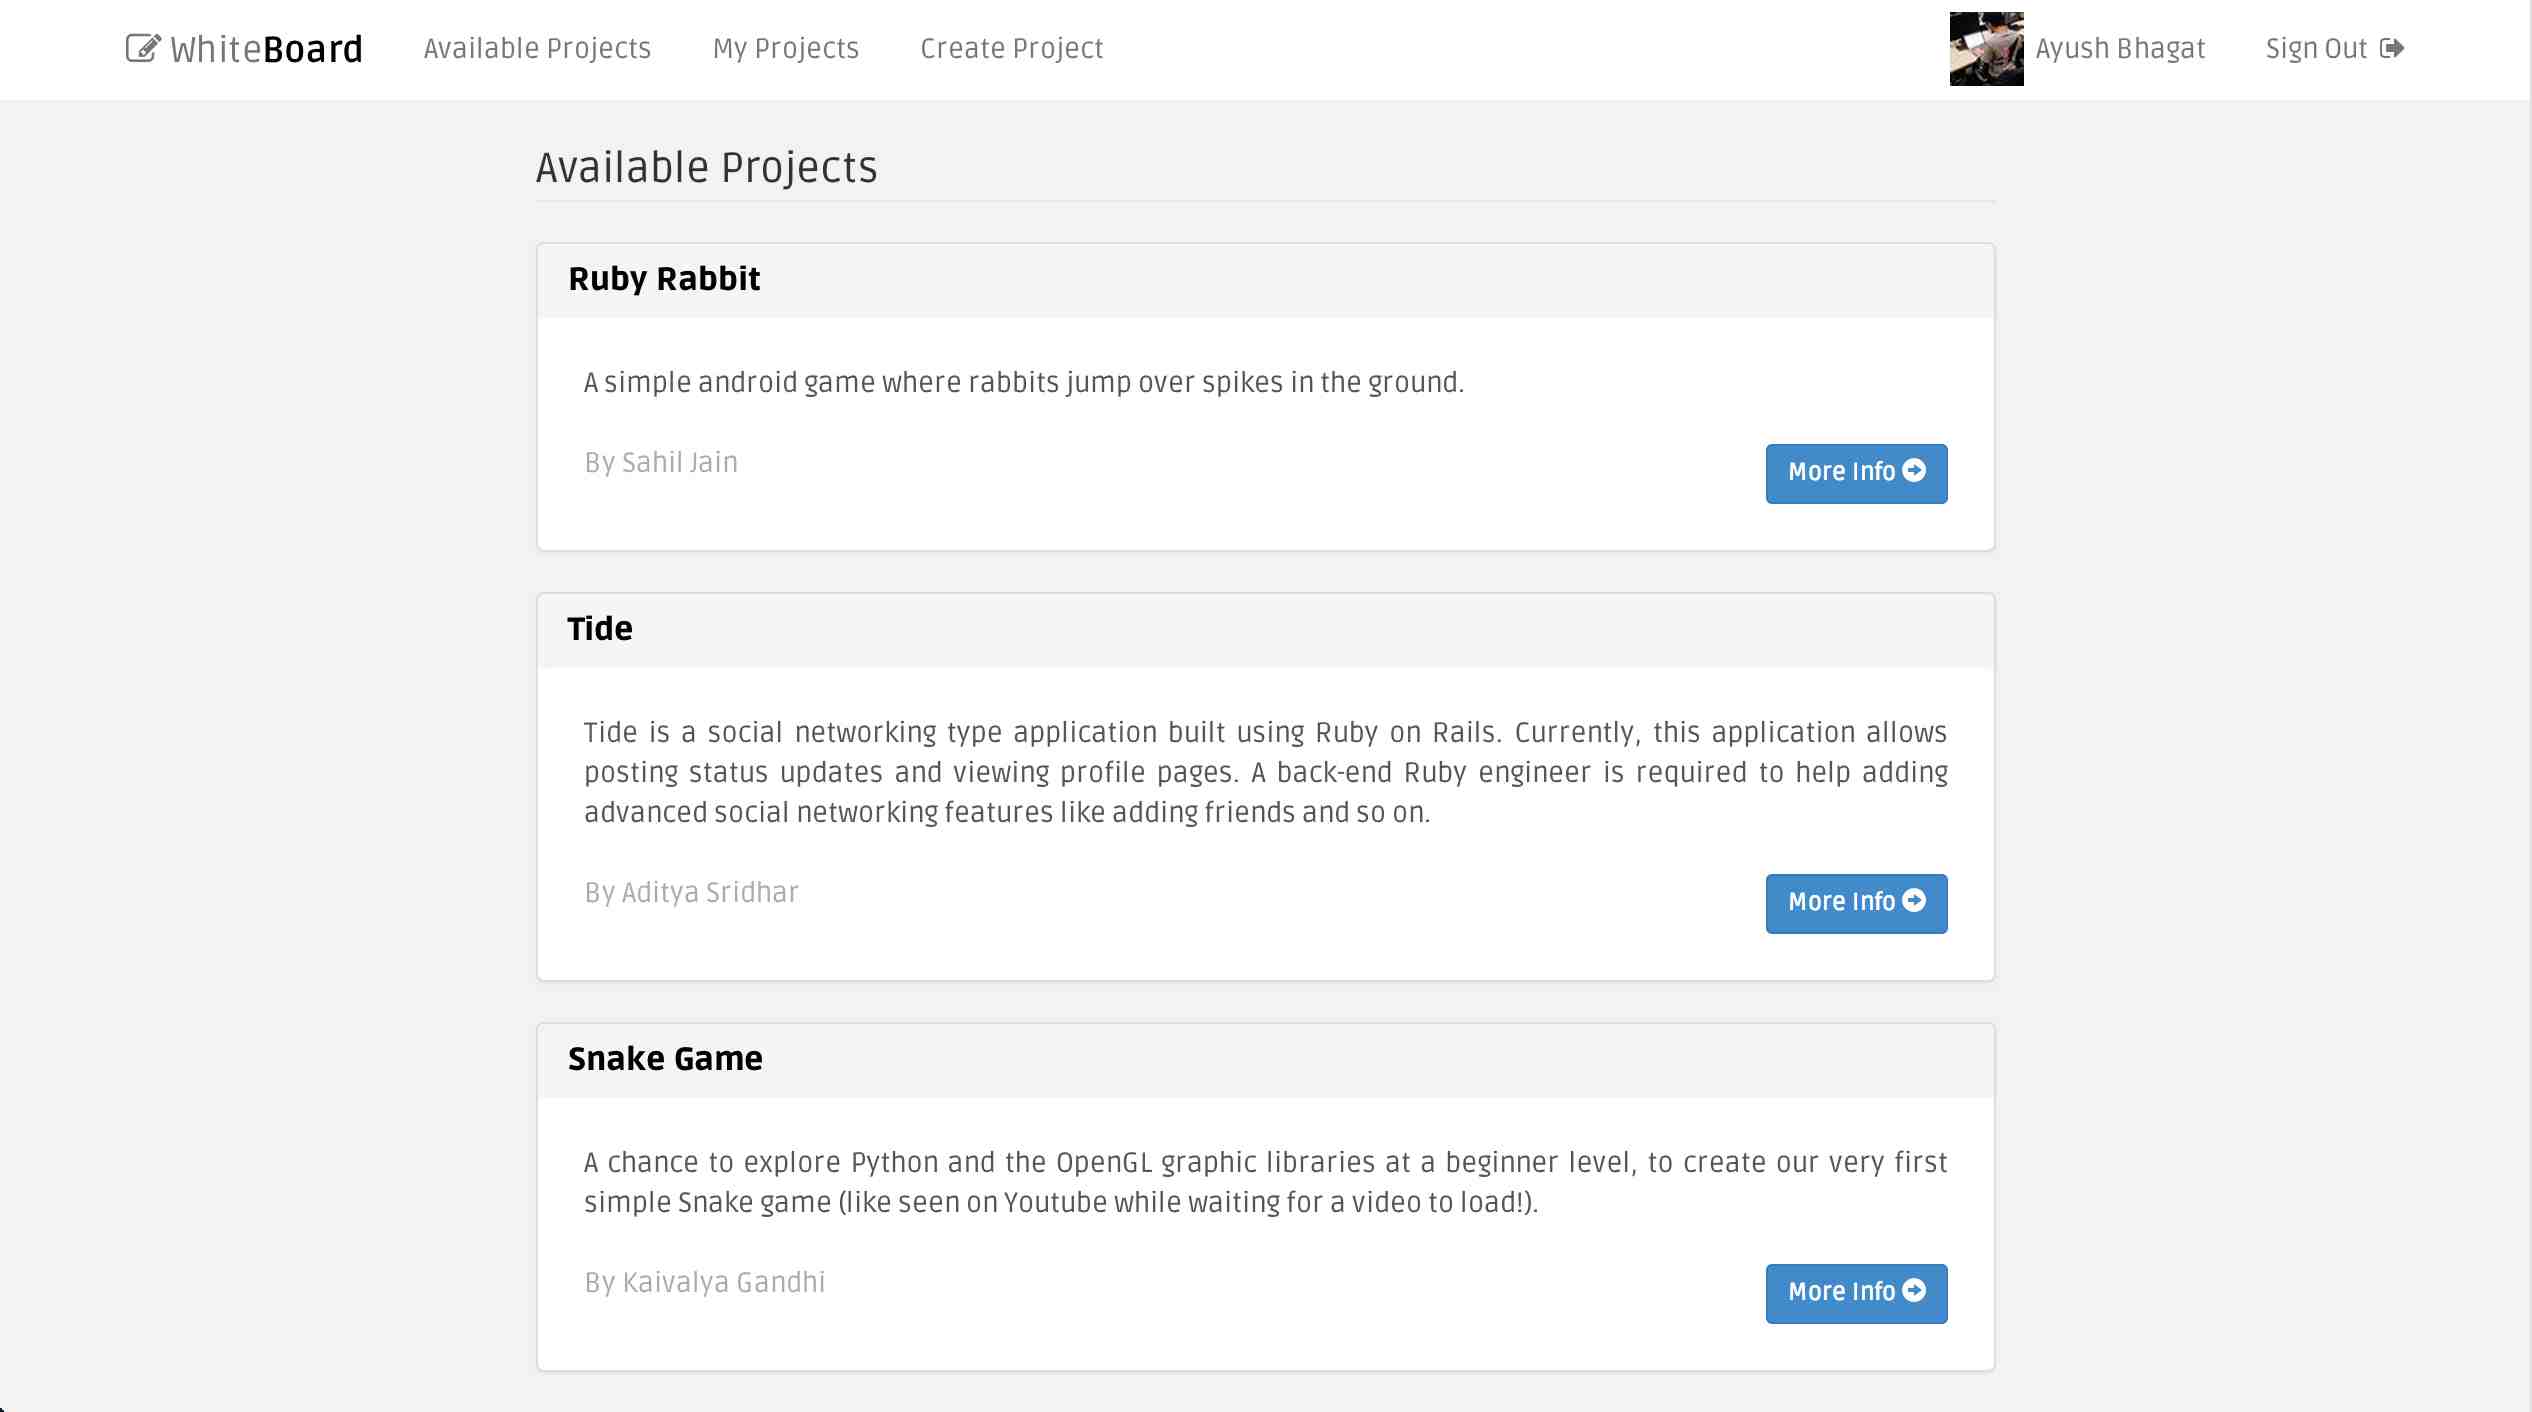 WhiteBoard Available Projects My Projects Create Project Ayush Bhagat Sign Out
Available Projects
Ruby Rabbit
A simple android game where rabbits jump over spikes in the ground.
By Sahil Jain
More Info
Tide
Tide is a social networking type application built using Ruby on Rails. Currently, this application allows
posting status updates and viewing profile pages. A back-end Ruby engineer is required to help adding
advanced social networking features like adding friends and so on.
By Aditya Sridhar
More Info
Snake Game
A chance to explore Python and the OpenGL graphic libraries at a beginner level, to create our very first
simple Snake game (like seen on Youtube while waiting for a video to load!).
By Kaivalya Gandhi
More Info